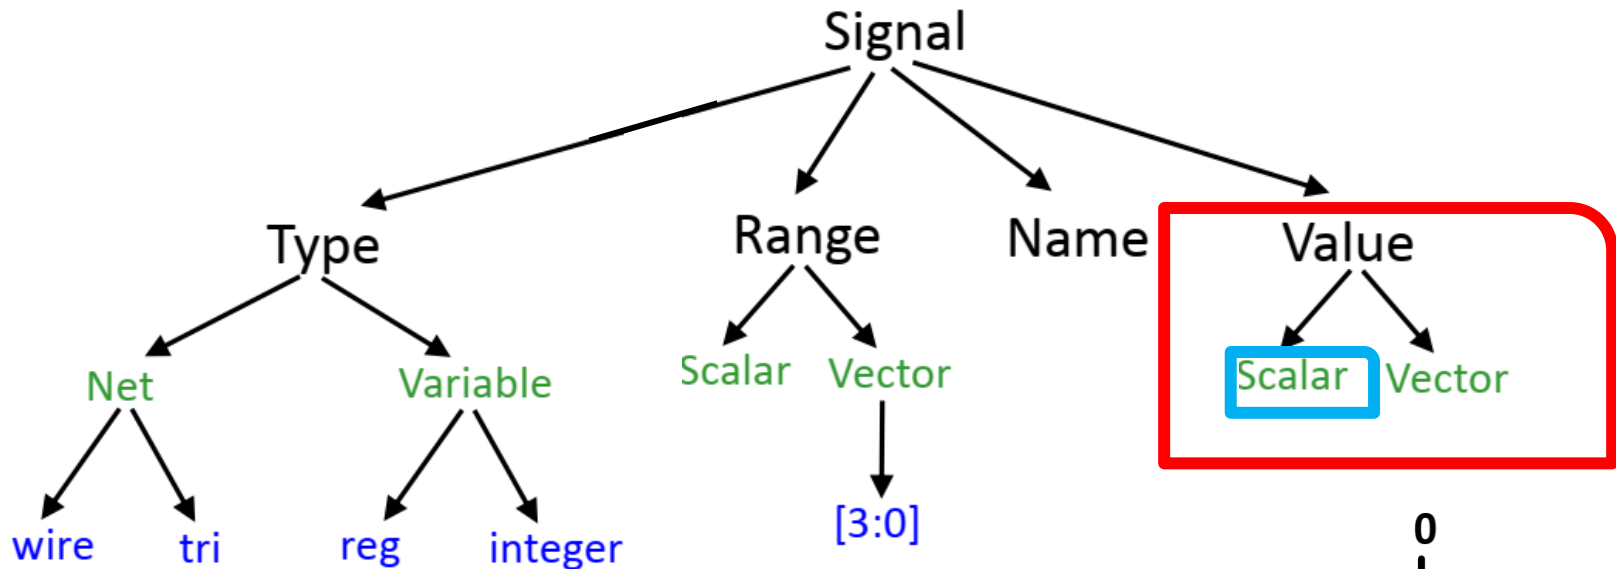 Signal
Type
Range
Name
Value
Net
Variable
Scalar
Vector
Scalar
Vector
wire
tri
reg
integer
[3:0]
0